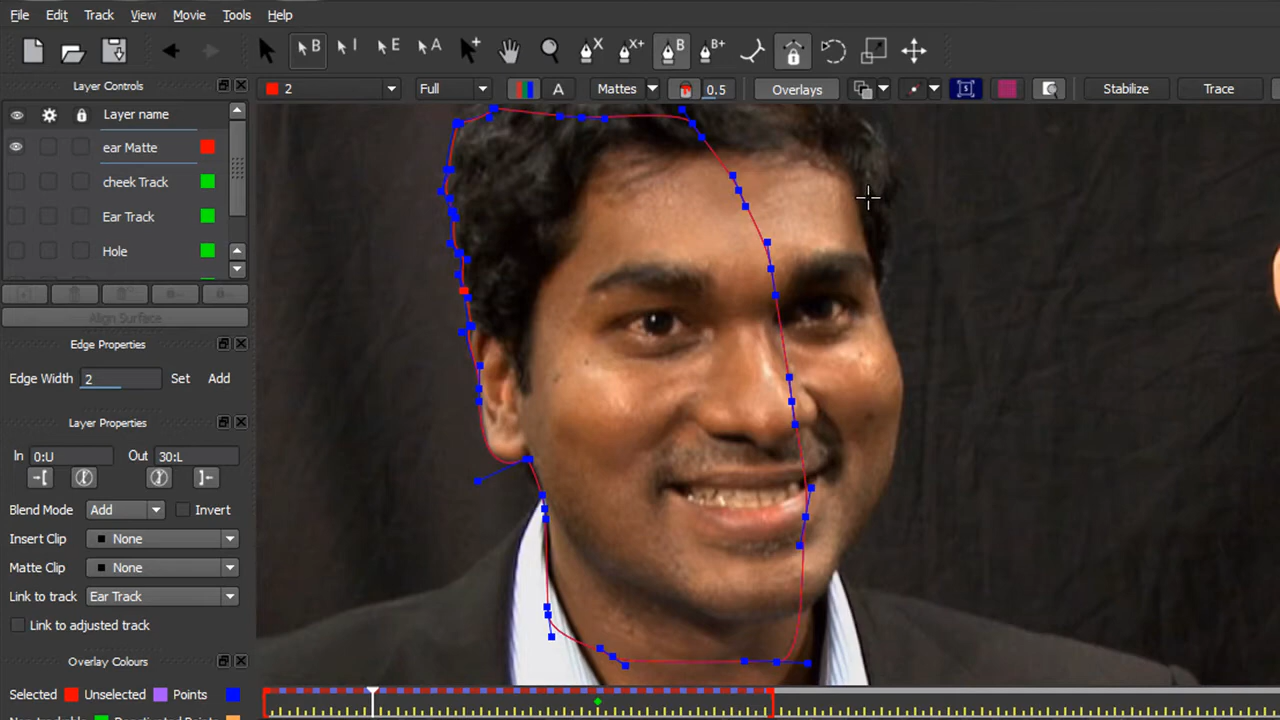 File Edit Track View Movie Tools Help
B I E A X X+ B B+
Layer Controls 2 Full A Mattes 0.5 Overlays Stabilize Trace
Layer name
ear Matte
cheek Track
Ear Track
Hole
Align Surface
Edge Properties
Edge Width 2 Set Add
Layer Properties
In 0:U Out 30:L
Blend Mode Add Invert
Insert Clip None
Matte Clip None
Link to track Ear Track
Link to adjusted track
Overlay Colours
Selected Unselected Points